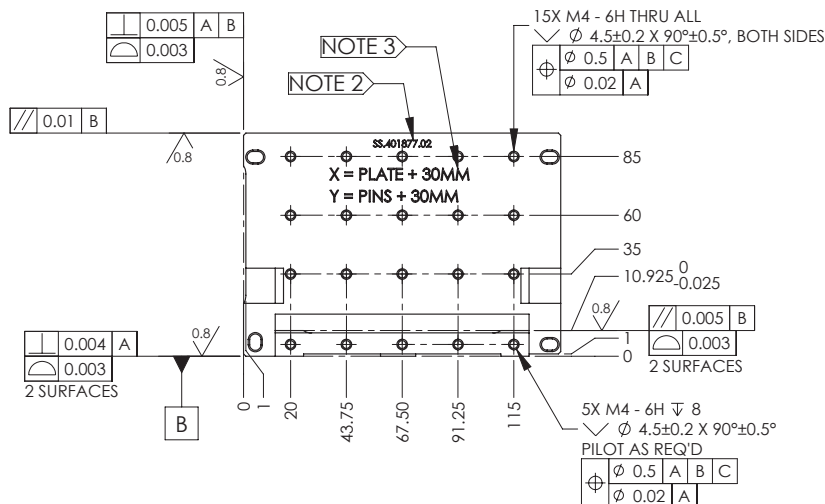 ⊥ 0.005 A B
⌓ 0.003
0.8
// 0.01 B
0.8
NOTE 3
NOTE 2
15X M4 - 6H THRU ALL
⌵ ⌀ 4.5±0.2 X 90°±0.5°, BOTH SIDES
⌖ ⌀ 0.5 A B C
⌀ 0.02 A
SS.401877.02
X = PLATE + 30MM
Y = PINS + 30MM
85
60
35
10.925 0 -0.025
0.8
// 0.005 B
⌓ 0.003
2 SURFACES
1
0
⊥ 0.004 A
⌓ 0.003
2 SURFACES
0.8
B
0
1
20
43.75
67.50
91.25
115
5X M4 - 6H ↧ 8
⌵ ⌀ 4.5±0.2 X 90°±0.5°
PILOT AS REQ'D
⌖ ⌀ 0.5 A B C
⌀ 0.02 A